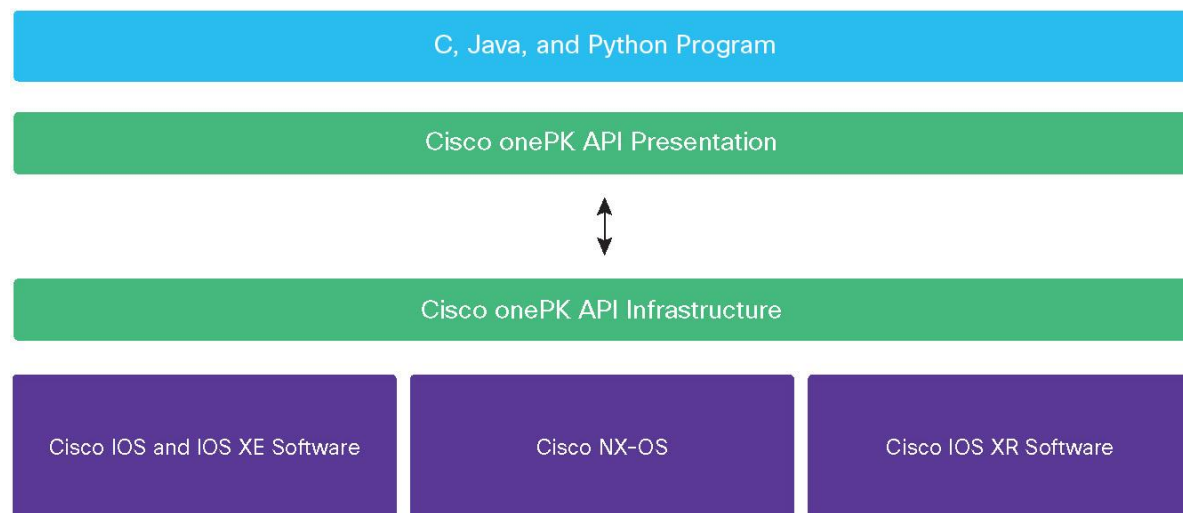 C, Java, and Python Program
Cisco onePK API Presentation
Cisco onePK API Infrastructure
Cisco IOS and IOS XE Software
Cisco NX-OS
Cisco IOS XR Software